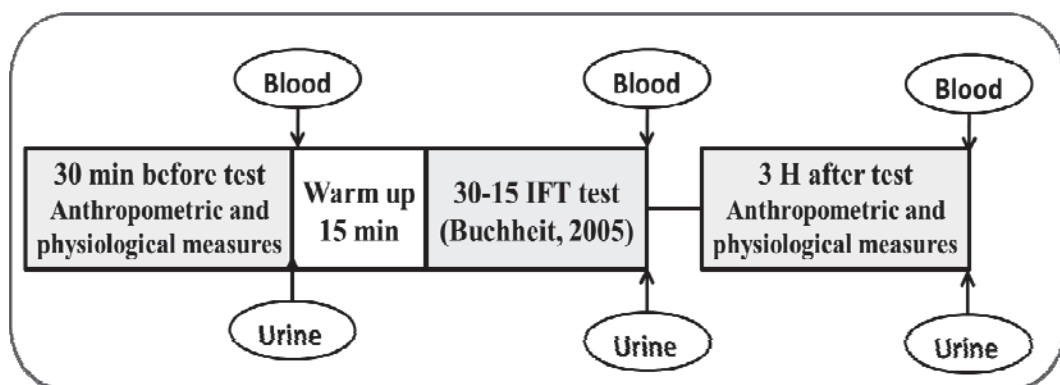 Blood
Blood
Blood
30 min before test
Anthropometric and
physiological measures
Warm up
15 min
30-15 IFT test
(Buchheit, 2005)
3 H after test
Anthropometric and
physiological measures
Urine
Urine
Urine